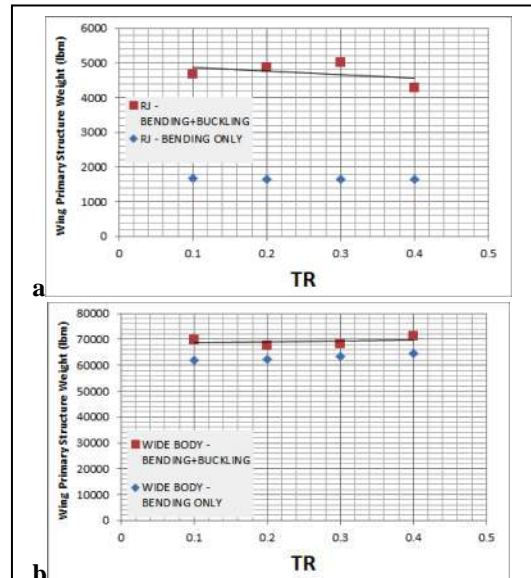 Wing Primary Structure Weight (lbm)
6000
5000
4000
3000
2000
1000
0
RJ -
BENDING+BUCKLING
RJ - BENDING ONLY
0
0.1
0.2
0.3
0.4
0.5
TR
a
Wing Primary Structure Weight (lbm)
80000
70000
60000
50000
40000
30000
20000
10000
0
WIDE BODY -
BENDING+BUCKLING
WIDE BODY -
BENDING ONLY
0
0.1
0.2
0.3
0.4
0.5
TR
b